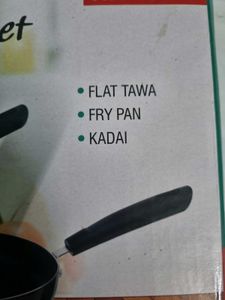 et
• FLAT TAWA
• FRY PAN
• KADAI